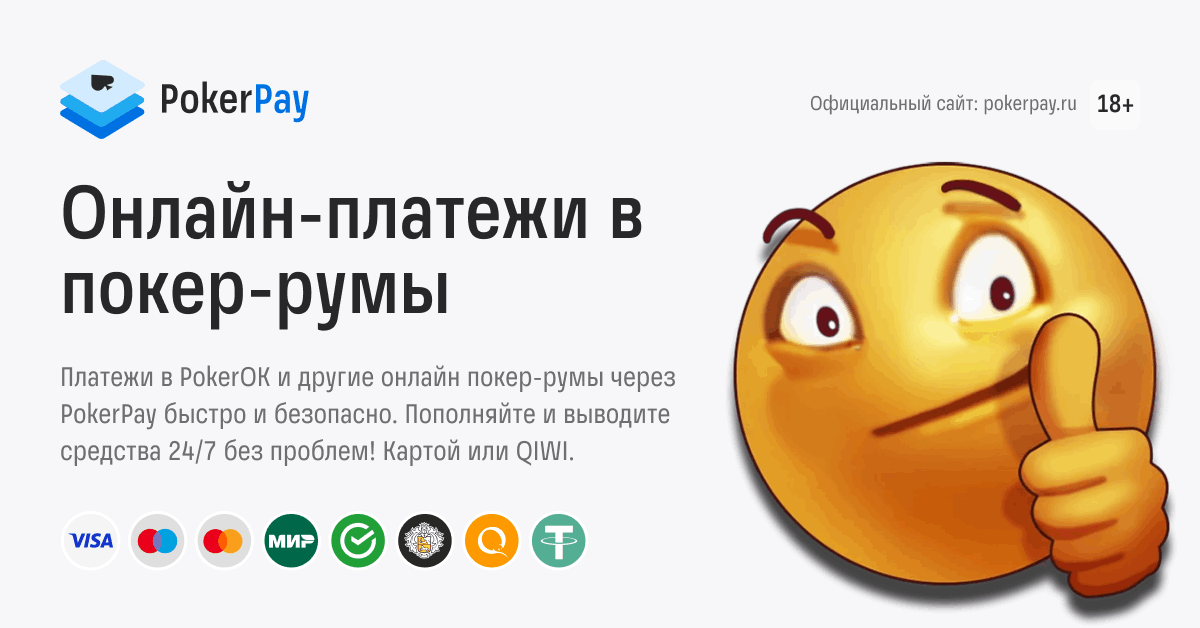 PokerPay
Официальный сайт: pokerpay.ru
18+
Онлайн-платежи в
покер-румы
Платежи в PokerOK и другие онлайн покер-румы через
PokerPay быстро и безопасно. Пополняйте и выводите
средства 24/7 без проблем! Картой или QIWI.
VISA
МИР